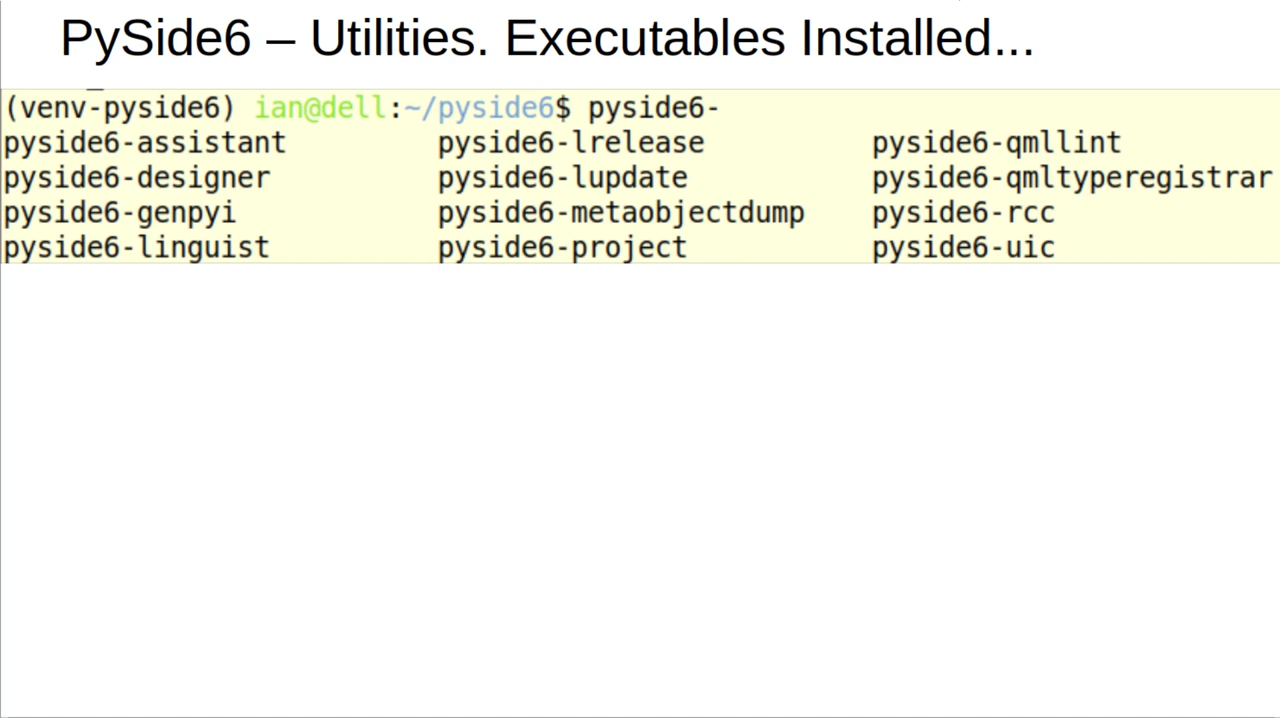 PySide6 – Utilities. Executables Installed...
(venv-pyside6) ian@dell:~/pyside6$ pyside6-
pyside6-assistant pyside6-lrelease pyside6-qmllint
pyside6-designer pyside6-lupdate pyside6-qmltyperegistrar
pyside6-genpyi pyside6-metaobjectdump pyside6-rcc
pyside6-linguist pyside6-project pyside6-uic